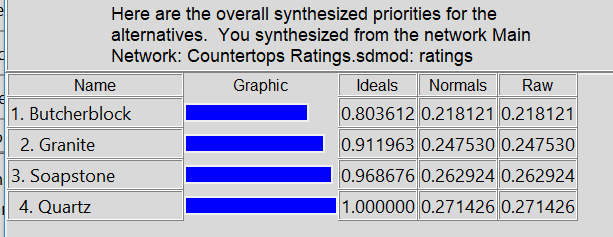 Here are the overall synthesized priorities for the
alternatives.  You synthesized from the network Main
Network: Countertops Ratings.sdmod: ratings
Name Graphic Ideals Normals Raw
1. Butcherblock 0.803612 0.218121 0.218121
2. Granite 0.911963 0.247530 0.247530
3. Soapstone 0.968676 0.262924 0.262924
4. Quartz 1.000000 0.271426 0.271426